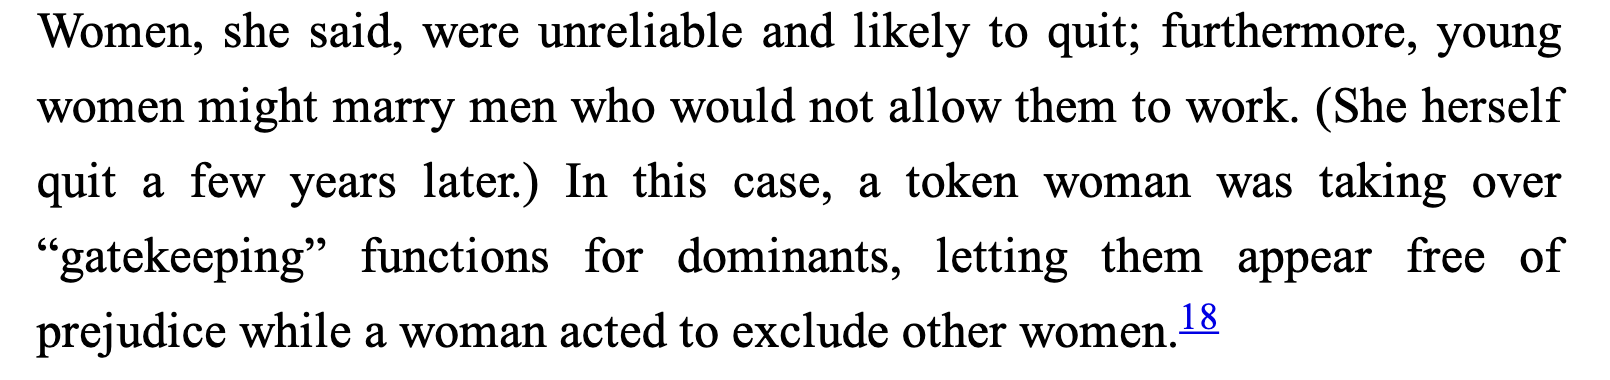 Women, she said, were unreliable and likely to quit; furthermore, young
women might marry men who would not allow them to work. (She herself
quit a few years later.) In this case, a token woman was taking over
“gatekeeping” functions for dominants, letting them appear free of
prejudice while a woman acted to exclude other women.18